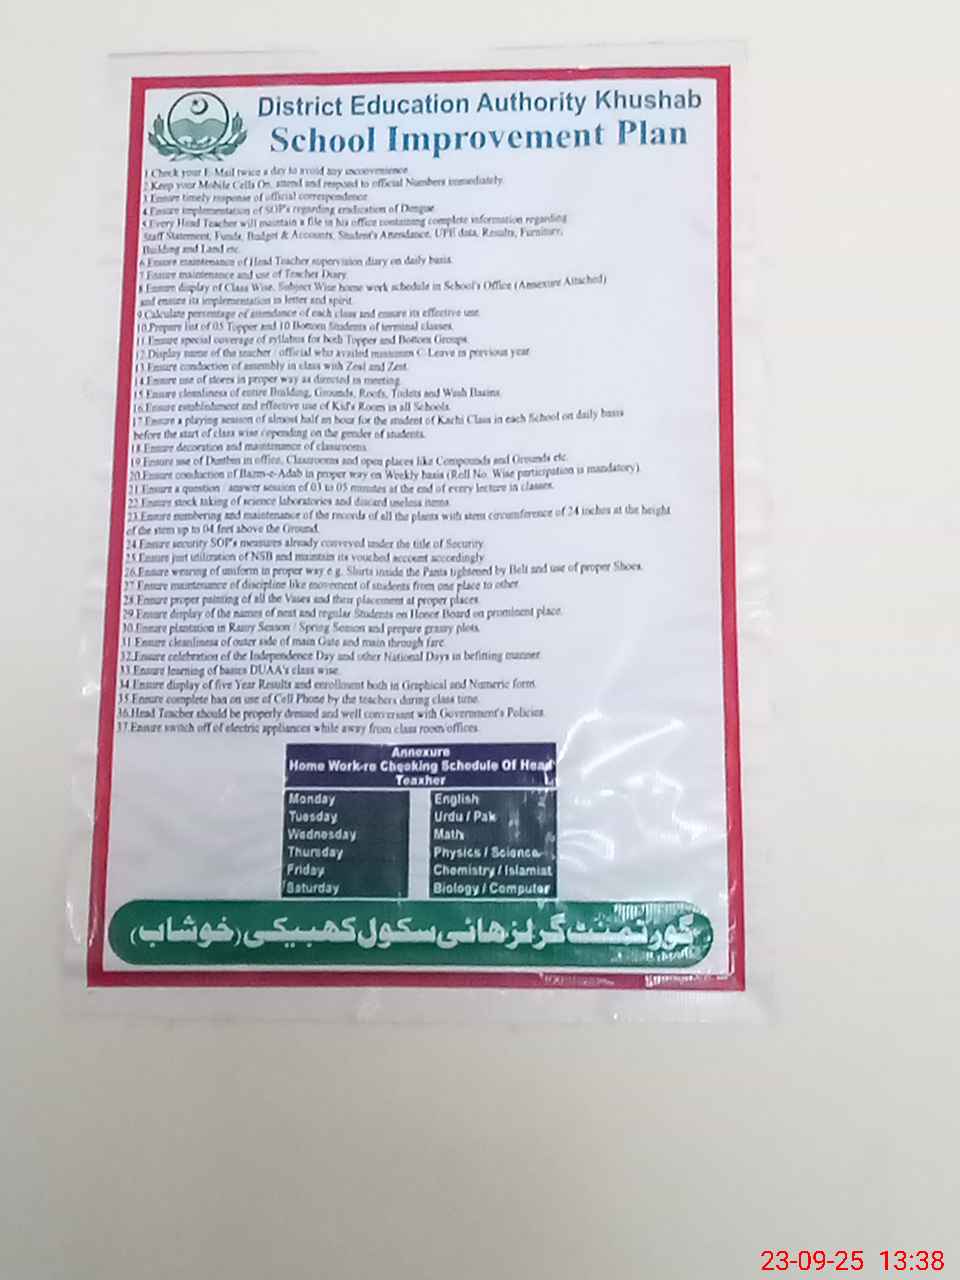 District Education Authority Khushab
School Improvement Plan
1.Check your E-Mail twice a day to avoid any inconvenience.
2.Keep your Mobile Cells On, attend and respond to official Numbers immediately.
3.Ensure timely response of official correspondence.
4.Ensure implementation of SOP's regarding eradication of Dengue.
5.Every Head Teacher will maintain a file in his office containing complete information regarding
Staff Statement, Funds, Budget & Accounts, Student's Attendance, UPE data, Results, Furniture,
Building and Land etc.
6.Ensure maintenance of Head Teacher supervision diary on daily basis.
7.Ensure maintenance and use of Teacher Diary.
8.Ensure display of Class Wise, Subject Wise home work schedule in School's Office (Annexure Attached)
and ensure its implementation in letter and spirit.
9.Calculate percentage of attendance of each class and ensure its effective use.
10.Prepare list of 05 Topper and 10 Bottom Students of terminal classes.
11.Ensure special coverage of syllabus for both Topper and Bottom Groups.
12.Display name of the teacher / official who availed maximum C-Leave in previous year.
13.Ensure conduction of assembly in class with Zeal and Zest.
14.Ensure use of stores in proper way as directed in meeting.
15.Ensure cleanliness of entire Building, Grounds, Roofs, Toilets and Wash Basins.
16.Ensure establishment and effective use of Kid's Room in all Schools.
17.Ensure a playing session of almost half an hour for the student of Kachi Class in each School on daily basis
before the start of class wise depending on the gender of students.
18.Ensure decoration and maintenance of classrooms.
19.Ensure use of Dustbin in office, Classrooms and open places like Compounds and Grounds etc.
20.Ensure conduction of Bazm-e-Adab in proper way on Weekly basis (Roll No. Wise participation is mandatory).
21.Ensure a question / answer session of 03 to 05 minutes at the end of every lecture in classes.
22.Ensure stock taking of science laboratories and discard useless items.
23.Ensure numbering and maintenance of the records of all the plants with stem circumference of 24 inches at the height
of the stem up to 04 feet above the Ground.
24.Ensure security SOP's measures already conveyed under the title of Security.
25.Ensure just utilization of NSB and maintain its vouched account accordingly.
26.Ensure wearing of uniform in proper way e.g. Shirts inside the Pants tightened by Belt and use of proper Shoes.
27.Ensure maintenance of discipline like movement of students from one place to other.
28.Ensure proper painting of all the Vases and their placement at proper places.
29.Ensure display of the names of neat and regular Students on Honor Board on prominent place.
30.Ensure plantation in Rainy Season / Spring Season and prepare grassy plots.
31.Ensure cleanliness of outer side of main Gate and main through fare.
32.Ensure celebration of the Independence Day and other National Days in befitting manner.
33.Ensure learning of basics DUAA's class wise.
34.Ensure display of five Year Results and enrollment both in Graphical and Numeric form.
35.Ensure complete ban on use of Cell Phone by the teachers during class time.
36.Head Teacher should be properly dressed and well conversant with Government's Policies.
37.Ensure switch off of electric appliances while away from class room/offices.
Annexure
Home Work-re Cheaking Schedule Of Head
Teaxher
Monday English
Tuesday Urdu / Pak
Wednesday Math
Thursday Physics / Science
Friday Chemistry / Islamiat
Saturday Biology / Computer
گورنمنٹ گرلز ہائی سکول کھبیکی (خوشاب)
23-09-25 13:38